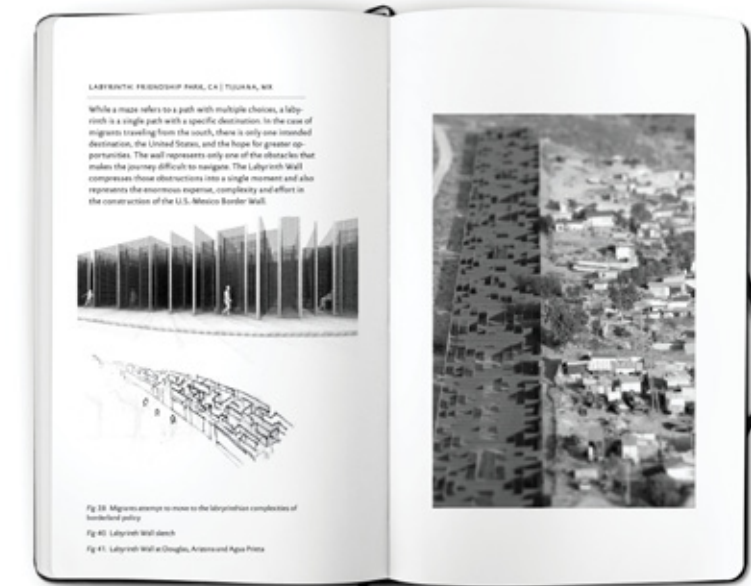 LABYRINTH: FRIENDSHIP PARK, CA | TIJUANA, MX
While a maze refers to a path with multiple choices, a laby-
rinth is a single path with a specific destination. In the case of
migrants traveling from the south, there is only one intended
destination, the United States, and the hope for greater op-
portunities. The wall represents only one of the obstacles that
makes the journey difficult to navigate. The Labyrinth Wall
compresses those obstructions into a single moment and also
represents the enormous expense, complexity and effort in
the construction of the U.S.-Mexico Border Wall.
Migrants attempt to move to the labryrinthian complexities of
borderland policy
Fig 40. Labyrinth Wall sketch
Fig 41. Labyrinth Wall at Douglas, Arizona and Agua Prieta